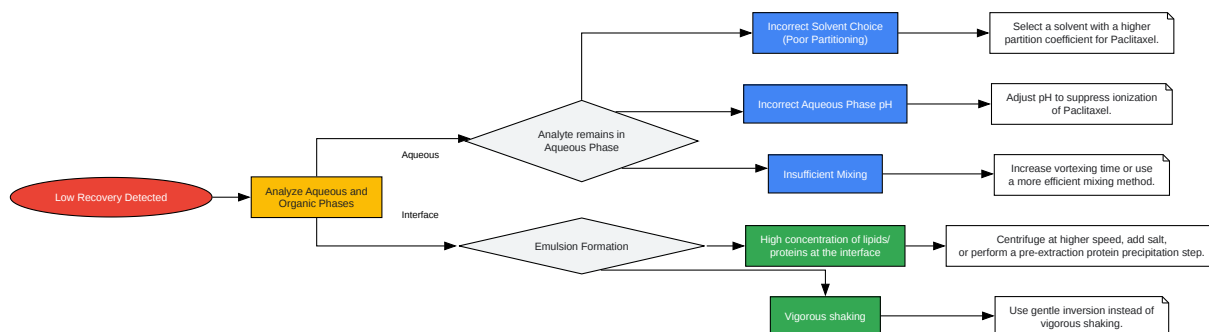 Low Recovery Detected
Analyze Aqueous and
Organic Phases
Aqueous
Interface
Analyte remains in
Aqueous Phase
Emulsion Formation
Incorrect Solvent Choice
(Poor Partitioning)
Select a solvent with a higher
partition coefficient for Paclitaxel.
Incorrect Aqueous Phase pH
Adjust pH to suppress ionization
of Paclitaxel.
Insufficient Mixing
Increase vortexing time or use
a more efficient mixing method.
High concentration of lipids/
proteins at the interface
Centrifuge at higher speed, add salt,
or perform a pre-extraction protein precipitation step.
Vigorous shaking
Use gentle inversion instead of
vigorous shaking.